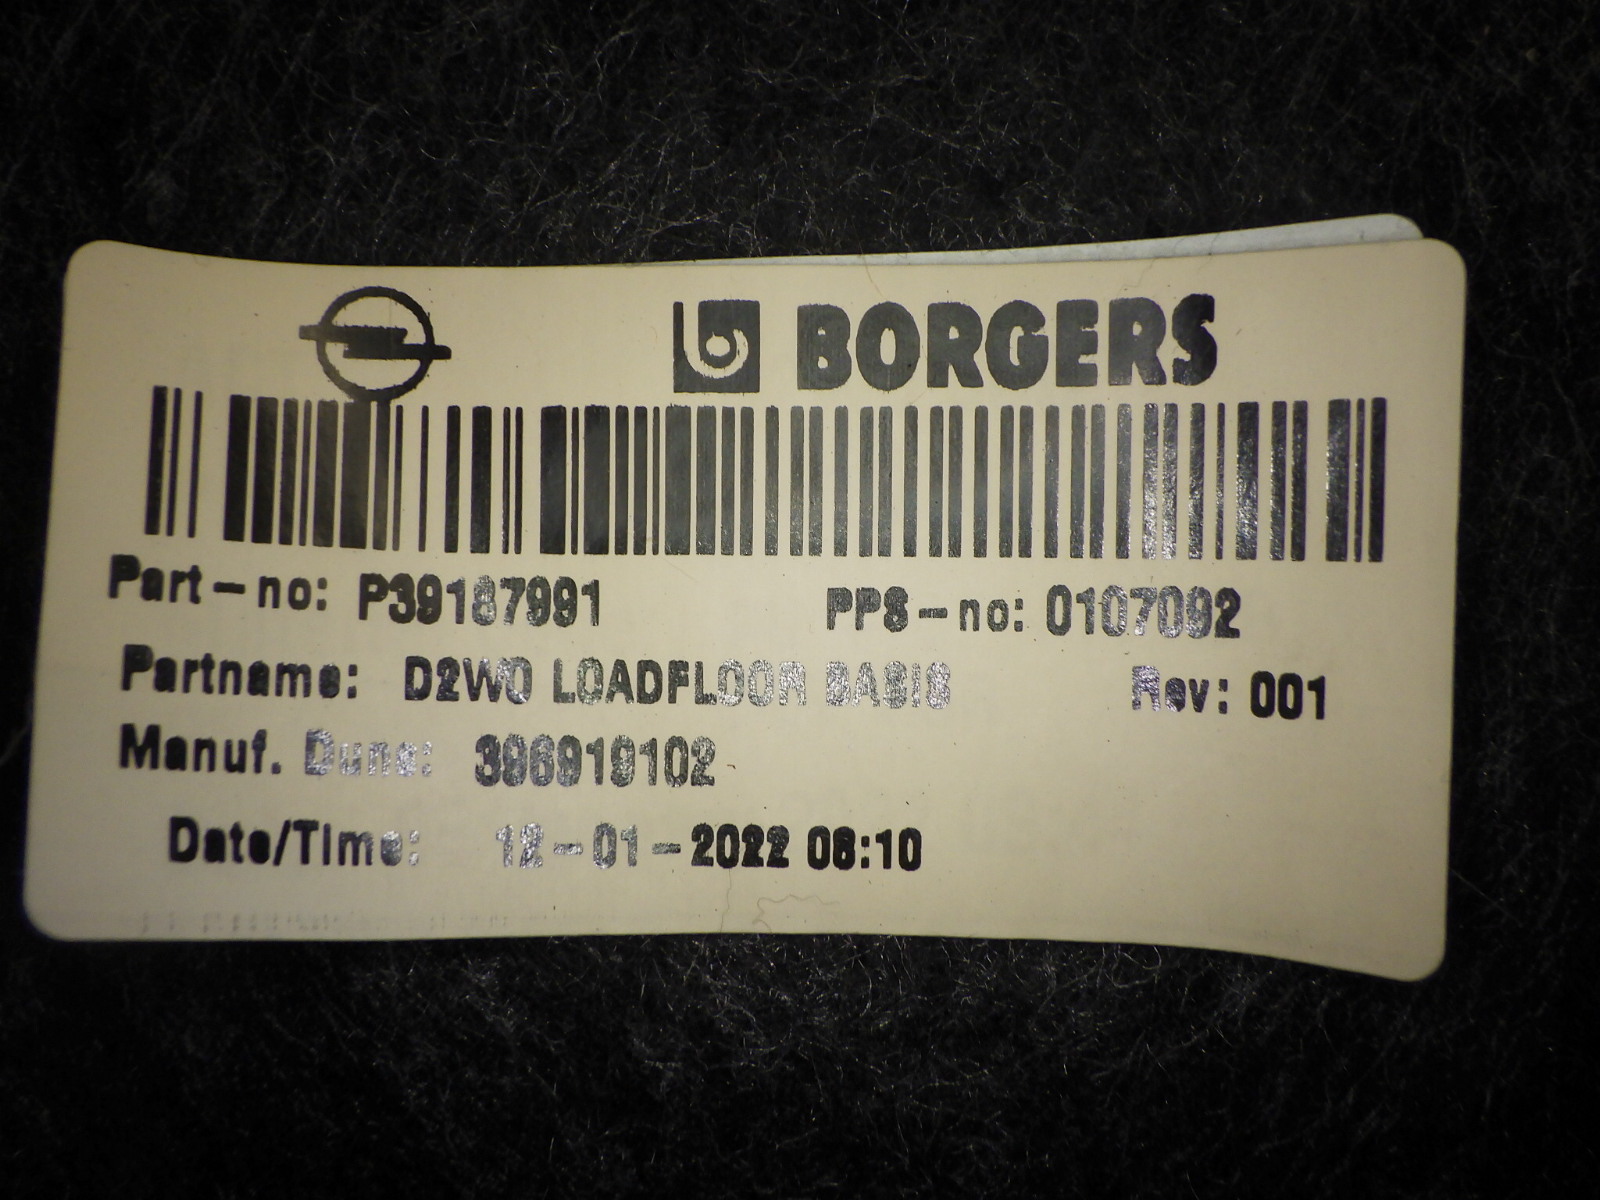 BORGERS
Part-no: P39187991 PPS-no: 0107092
Partname: D2WO LOADFLOOR BASIS Rev: 001
Manuf. Duns: 396919102
Date/Time: 12-01-2022 08:10